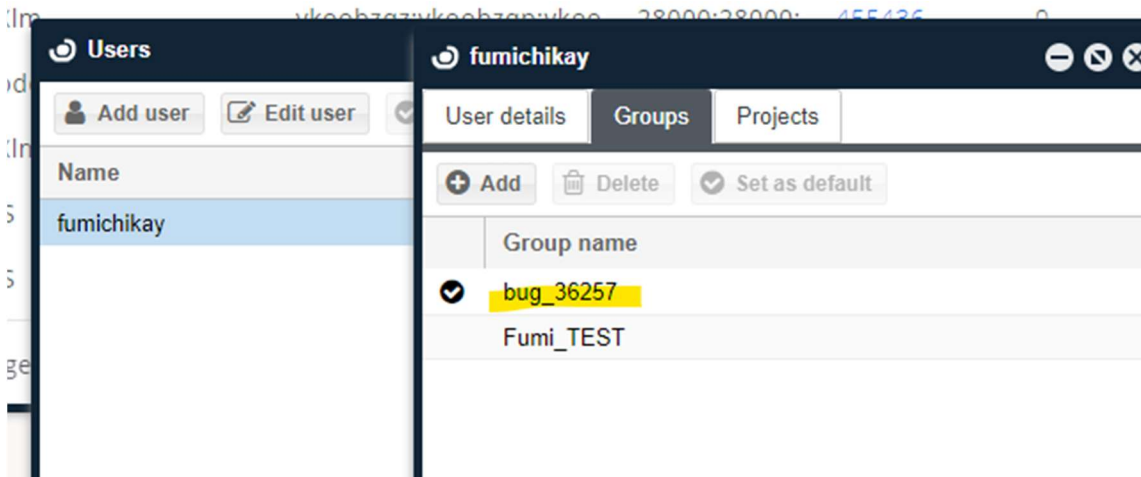 Users
Add user
Edit user
Name
fumichikay
fumichikay
User details
Groups
Projects
Add
Delete
Set as default
Group name
bug_36257
Fumi_TEST